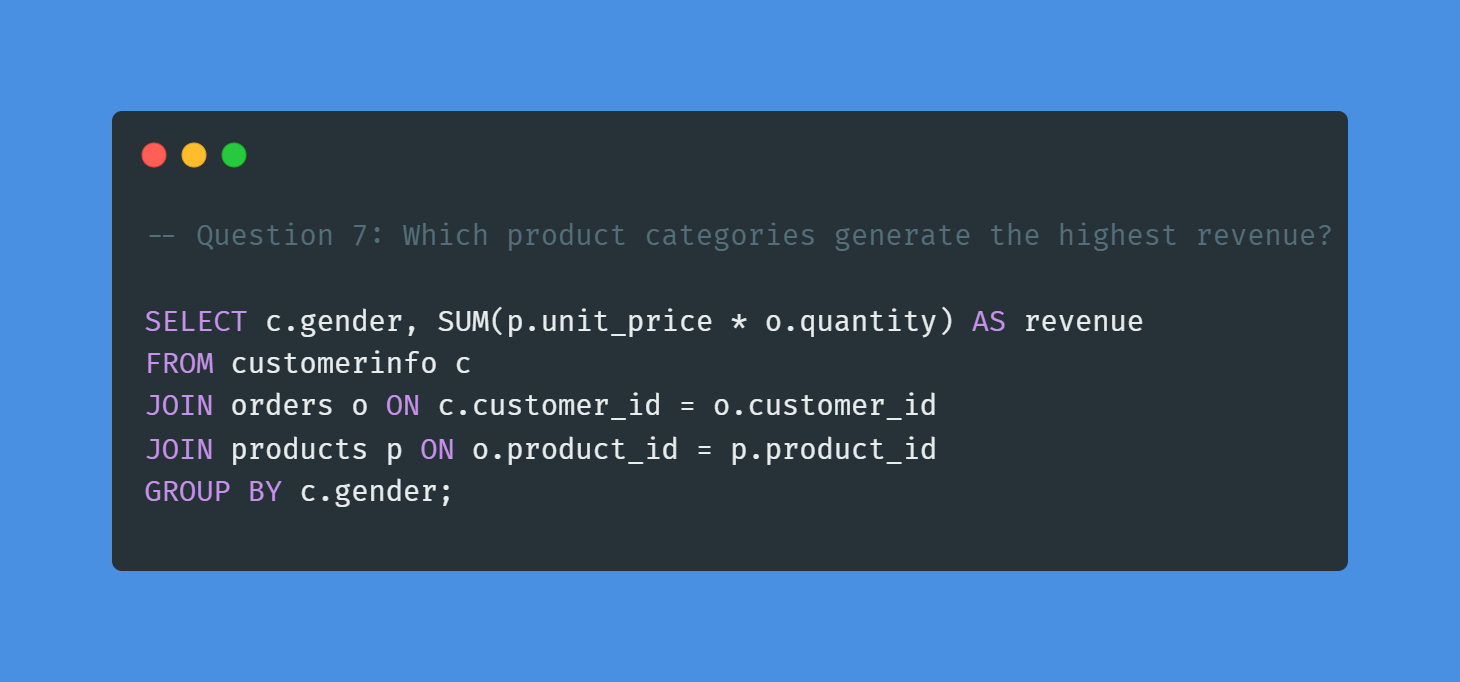 -- Question 7: Which product categories generate the highest revenue?
SELECT c.gender, SUM(p.unit_price * o.quantity) AS revenue
FROM customerinfo c
JOIN orders o ON c.customer_id = o.customer_id
JOIN products p ON o.product_id = p.product_id
GROUP BY c.gender;